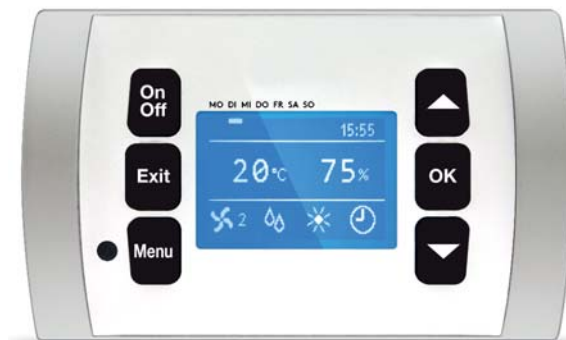 On
Off
MO DI MI DO FR SA SO
15:55
Exit
20°C 75%
OK
2
Menu